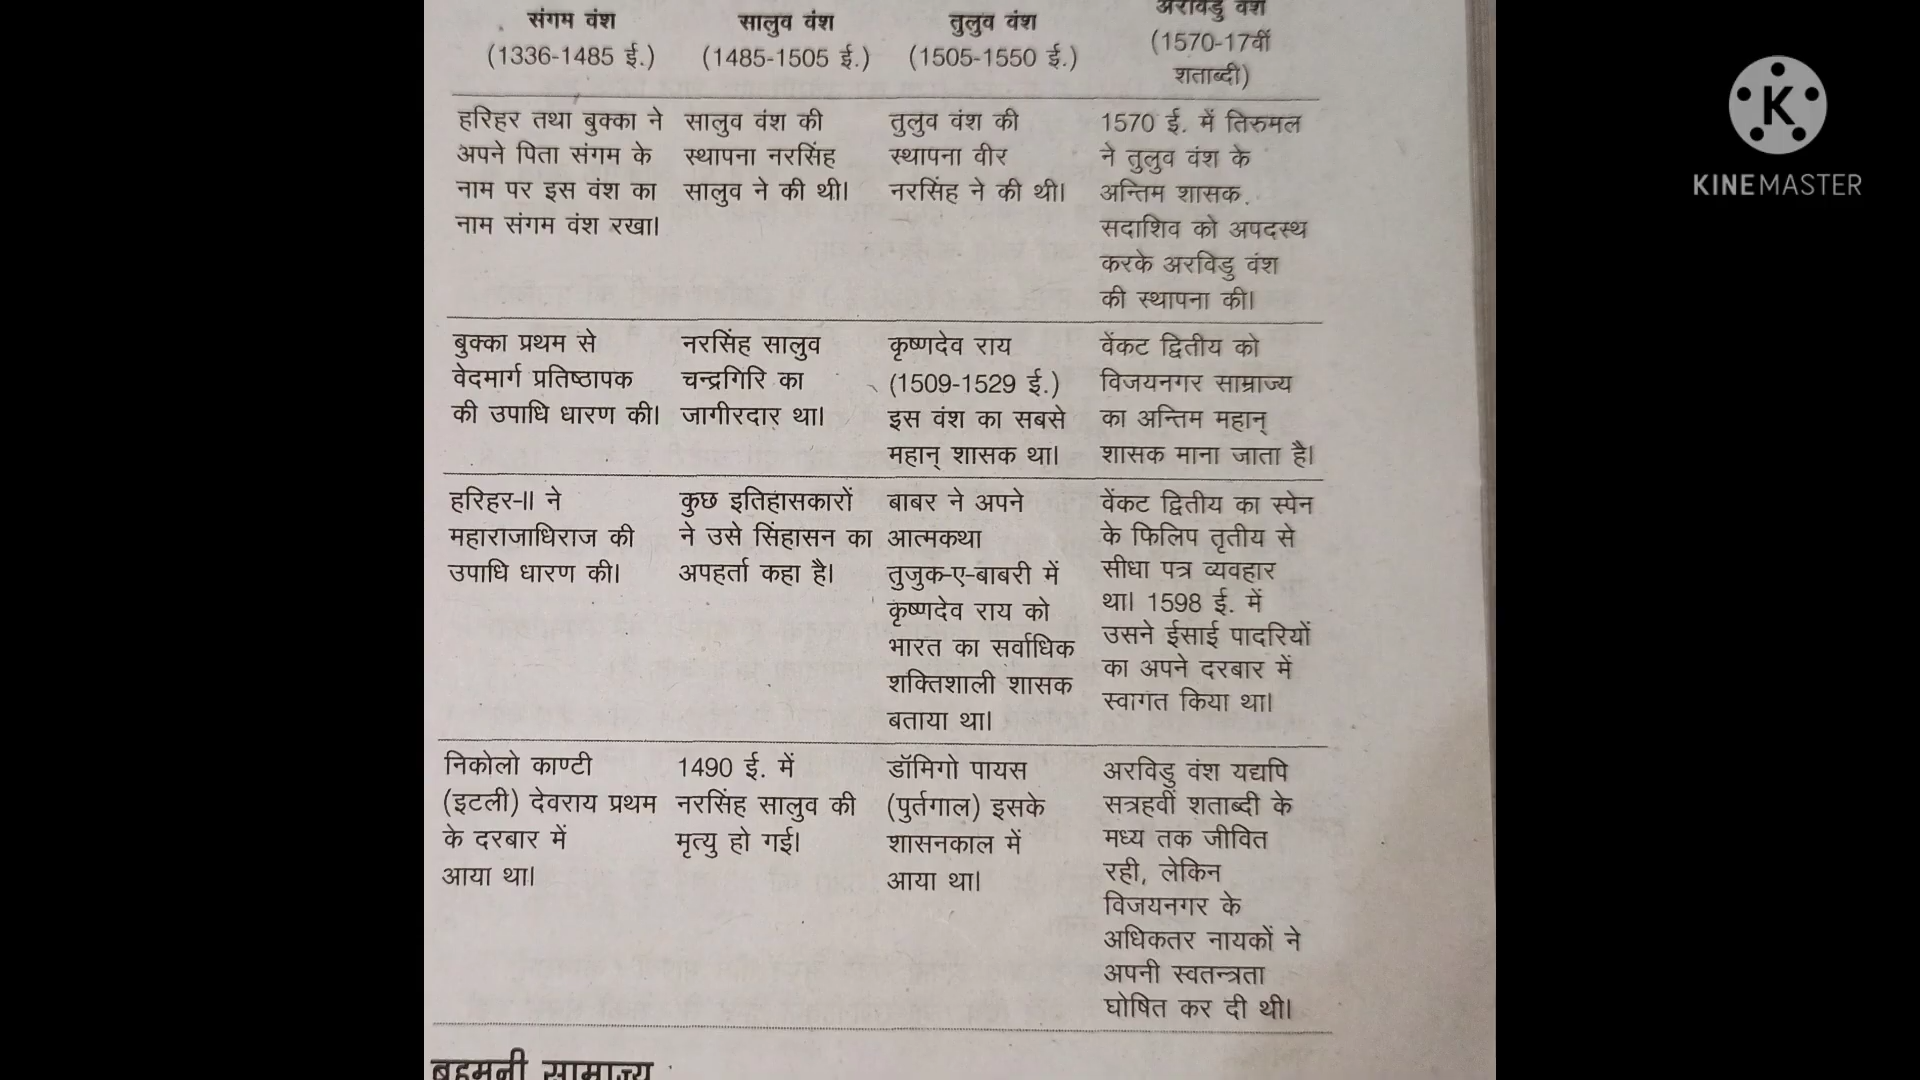 संगम वंश
(1336-1485 ई.)
सालुव वंश
(1485-1505 ई.)
तुलुव वंश
(1505-1550 ई.)
अरविडु वंश
(1570-17वीं
शताब्दी)
हरिहर तथा बुक्का ने
अपने पिता संगम के
नाम पर इस वंश का
नाम संगम वंश रखा।
सालुव वंश की
स्थापना नरसिंह
सालुव ने की थी।
तुलुव वंश की
स्थापना वीर
नरसिंह ने की थी।
1570 ई. में तिरुमल
ने तुलुव वंश के
अन्तिम शासक
सदाशिव को अपदस्थ
करके अरविडु वंश
की स्थापना की।
बुक्का प्रथम से
वेदमार्ग प्रतिष्ठापक
की उपाधि धारण की।
नरसिंह सालुव
चन्द्रगिरि का
जागीरदार था।
कृष्णदेव राय
(1509-1529 ई.)
इस वंश का सबसे
महान् शासक था।
वेंकट द्वितीय को
विजयनगर साम्राज्य
का अन्तिम महान्
शासक माना जाता है।
हरिहर-II ने
महाराजाधिराज की
उपाधि धारण की।
कुछ इतिहासकारों
ने उसे सिंहासन का
अपहर्ता कहा है।
बाबर ने अपने
आत्मकथा
तुजुक-ए-बाबरी में
कृष्णदेव राय को
भारत का सर्वाधिक
शक्तिशाली शासक
बताया था।
वेंकट द्वितीय का स्पेन
के फिलिप तृतीय से
सीधा पत्र व्यवहार
था। 1598 ई. में
उसने ईसाई पादरियों
का अपने दरबार में
स्वागत किया था।
निकोलो काण्टी
(इटली) देवराय प्रथम
के दरबार में
आया था।
1490 ई. में
नरसिंह सालुव की
मृत्यु हो गई।
डॉमिगो पायस
(पुर्तगाल) इसके
शासनकाल में
आया था।
अरविडु वंश यद्यपि
सत्रहवीं शताब्दी के
मध्य तक जीवित
रही, लेकिन
विजयनगर के
अधिकतर नायकों ने
अपनी स्वतन्त्रता
घोषित कर दी थी।
बहमनी साम्राज्य
K
KINEMASTER